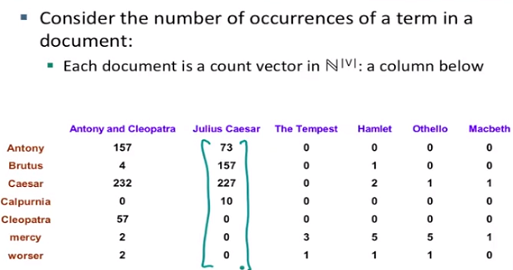 Consider the number of occurrences of a term in a
document:
Each document is a count vector in ℕ|V|: a column below
Antony and Cleopatra Julius Caesar The Tempest Hamlet Othello Macbeth
Antony 157 73 0 0 0 0
Brutus 4 157 0 1 0 0
Caesar 232 227 0 2 1 1
Calpurnia 0 10 0 0 0 0
Cleopatra 57 0 0 0 0 0
mercy 2 0 3 5 5 1
worser 2 0 1 1 1 0